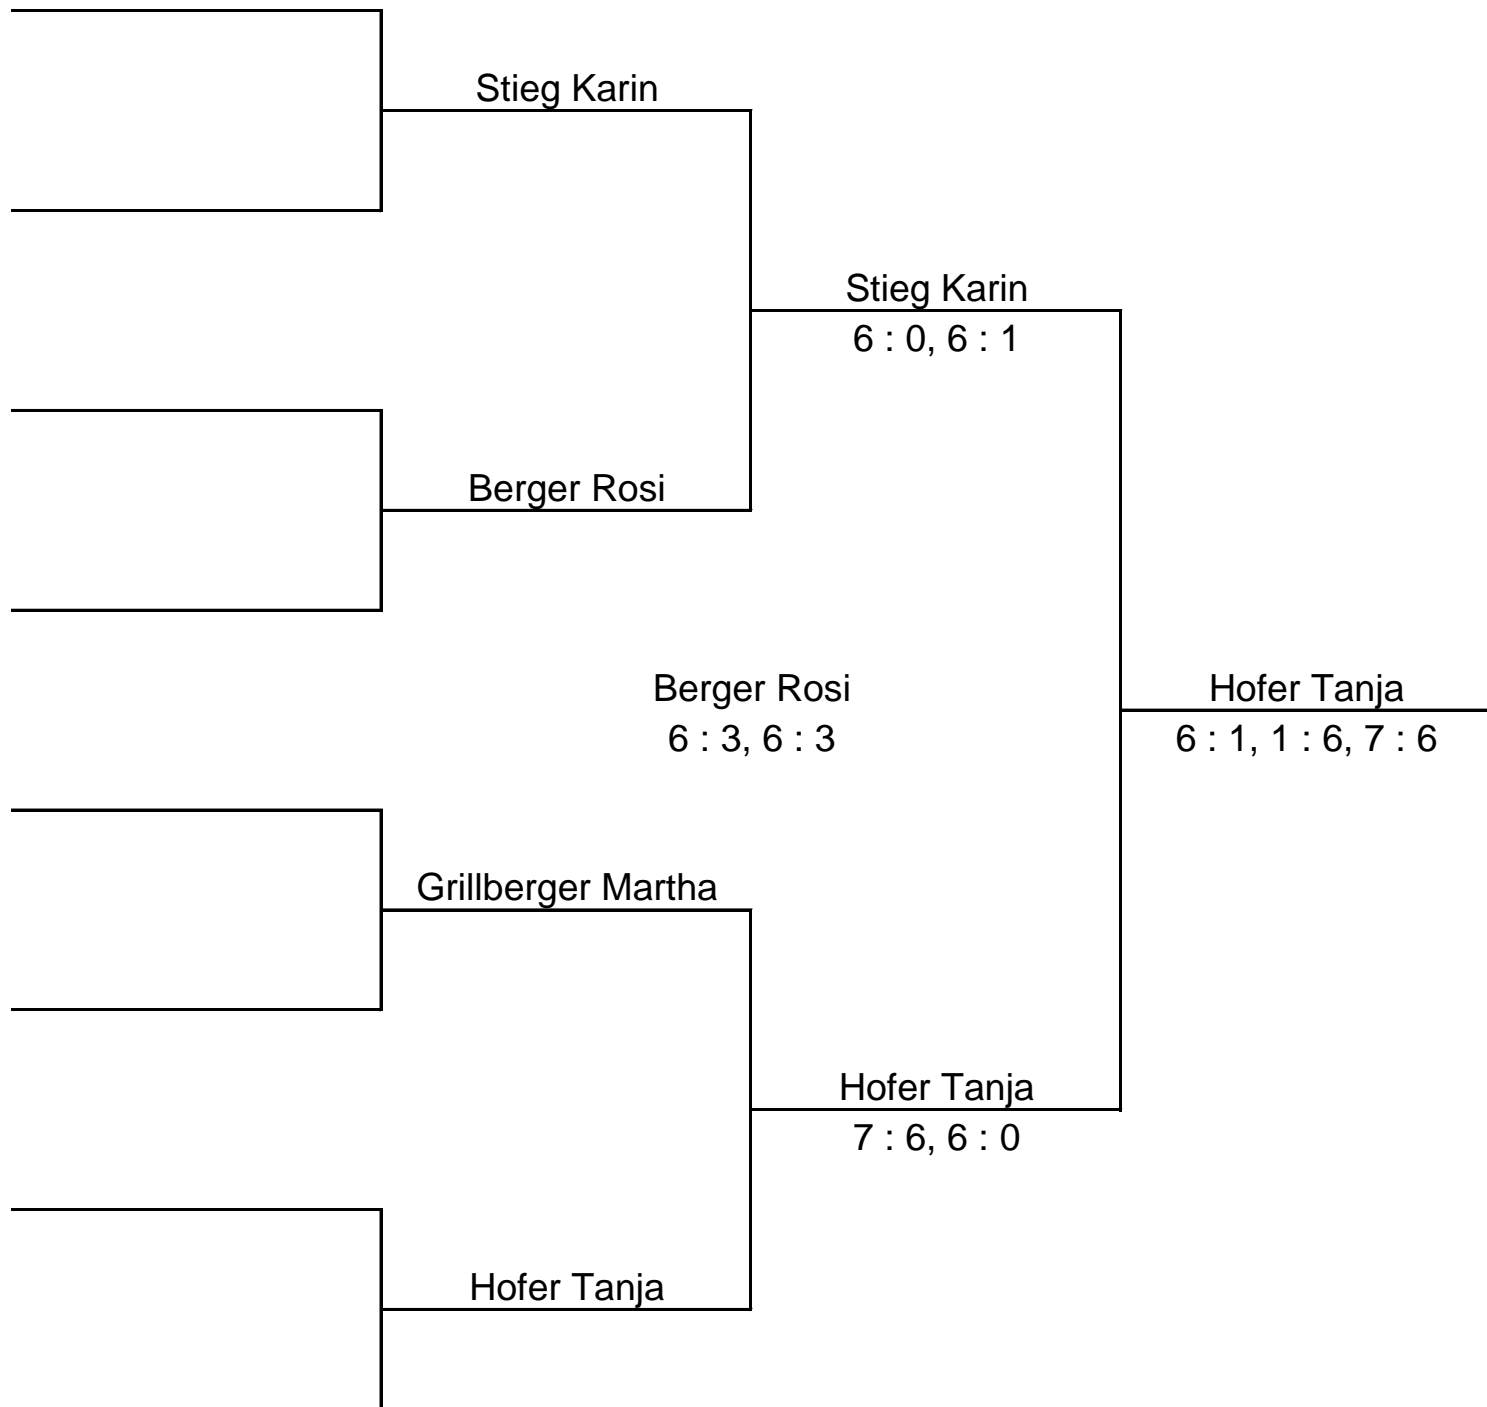 Stieg Karin
Stieg Karin
6 : 0, 6 : 1
Berger Rosi
Berger Rosi
6 : 3, 6 : 3
Hofer Tanja
6 : 1, 1 : 6, 7 : 6
Grillberger Martha
Hofer Tanja
7 : 6, 6 : 0
Hofer Tanja